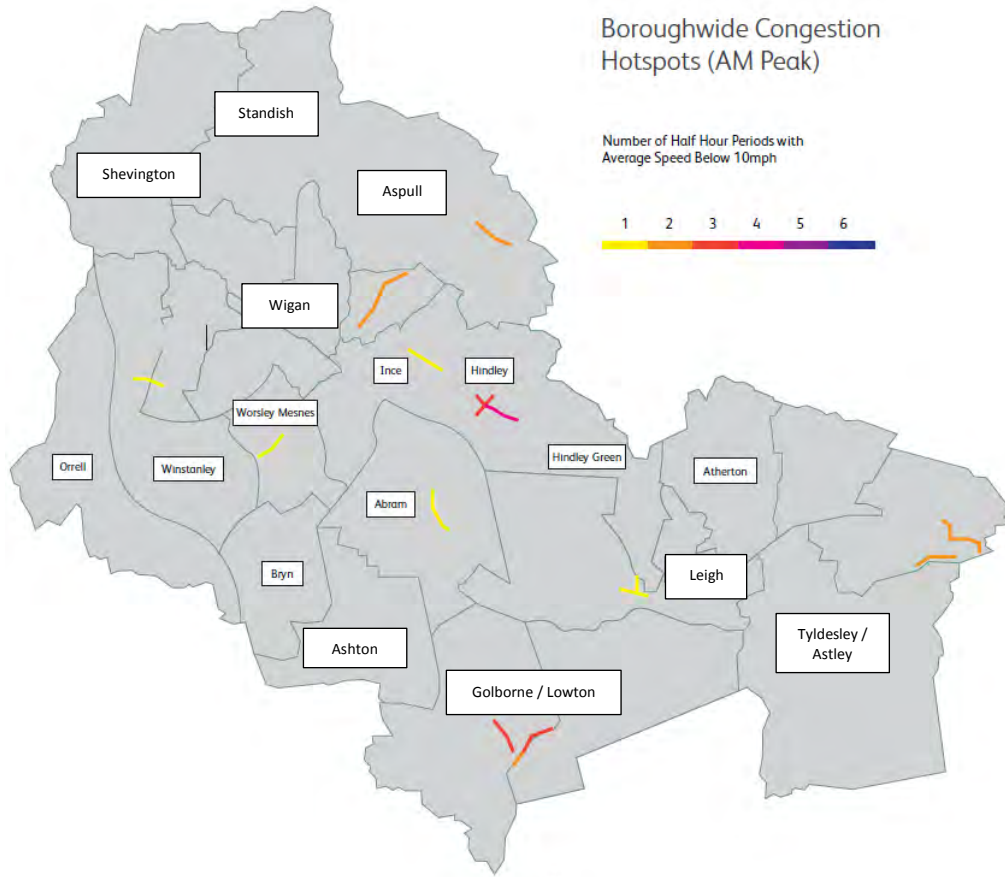 Boroughwide Congestion
Hotspots (AM Peak)
Number of Half Hour Periods with
Average Speed Below 10mph
1 2 3 4 5 6
Standish
Shevington
Aspull
Wigan
Ince
Hindley
Worsley Mesnes
Orrell
Winstanley
Hindley Green
Atherton
Abram
Bryn
Leigh
Ashton
Tyldesley /
Astley
Golborne / Lowton